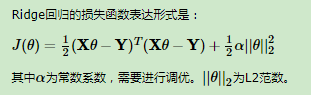 Ridge回归的损失函数表达形式是：
J(θ) = 1/2(Xθ − Y)^T(Xθ − Y) + 1/2α||θ||₂²
其中α为常数系数，需要进行调优。||θ||₂²为L2范数。